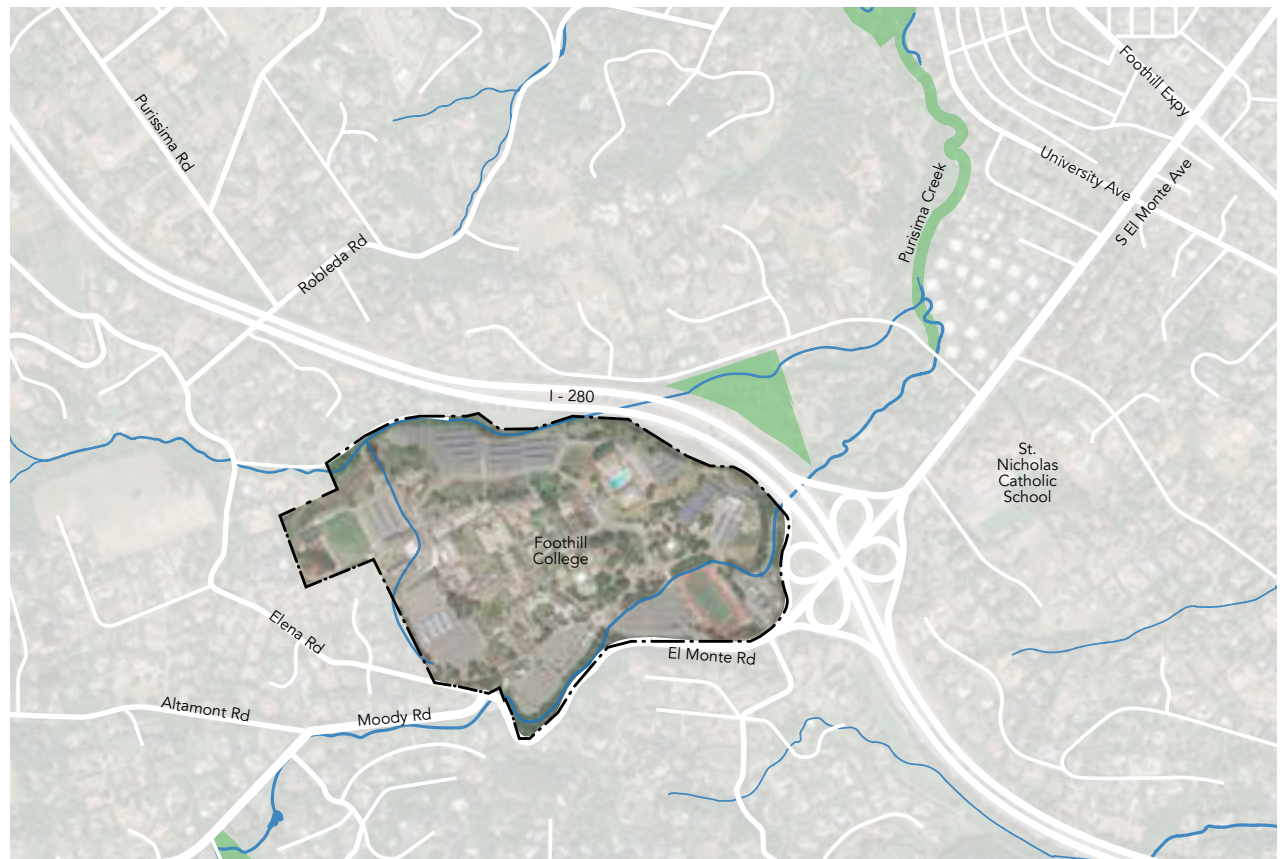 Foothill Expy
Purissima Rd
University Ave
S El Monte Ave
Purisima Creek
Robleda Rd
I - 280
St.
Nicholas
Catholic
School
Foothill
College
Elena Rd
El Monte Rd
Altamont Rd
Moody Rd